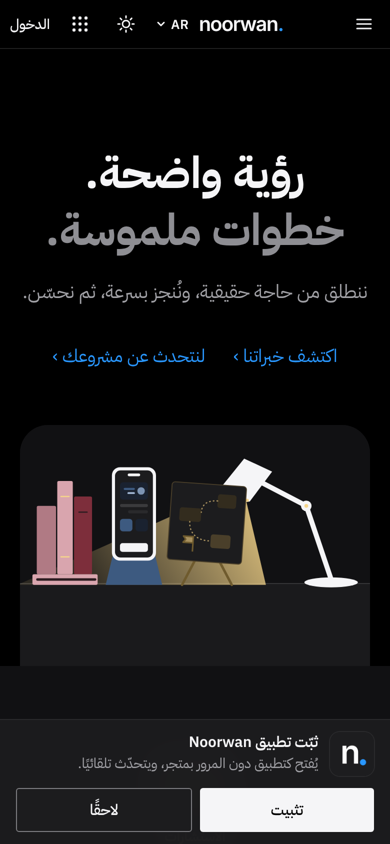 noorwan.
AR
الدخول
رؤية واضحة.
خطوات ملموسة.
ننطلق من حاجة حقيقية، ونُنجز بسرعة، ثم نحسّن.
اكتشف خبراتنا ‹
لنتحدث عن مشروعك ‹
n.
ثبّت تطبيق Noorwan
يُفتح كتطبيق دون المرور بمتجر، ويتحدّث تلقائيًا.
تثبيت
لاحقًا